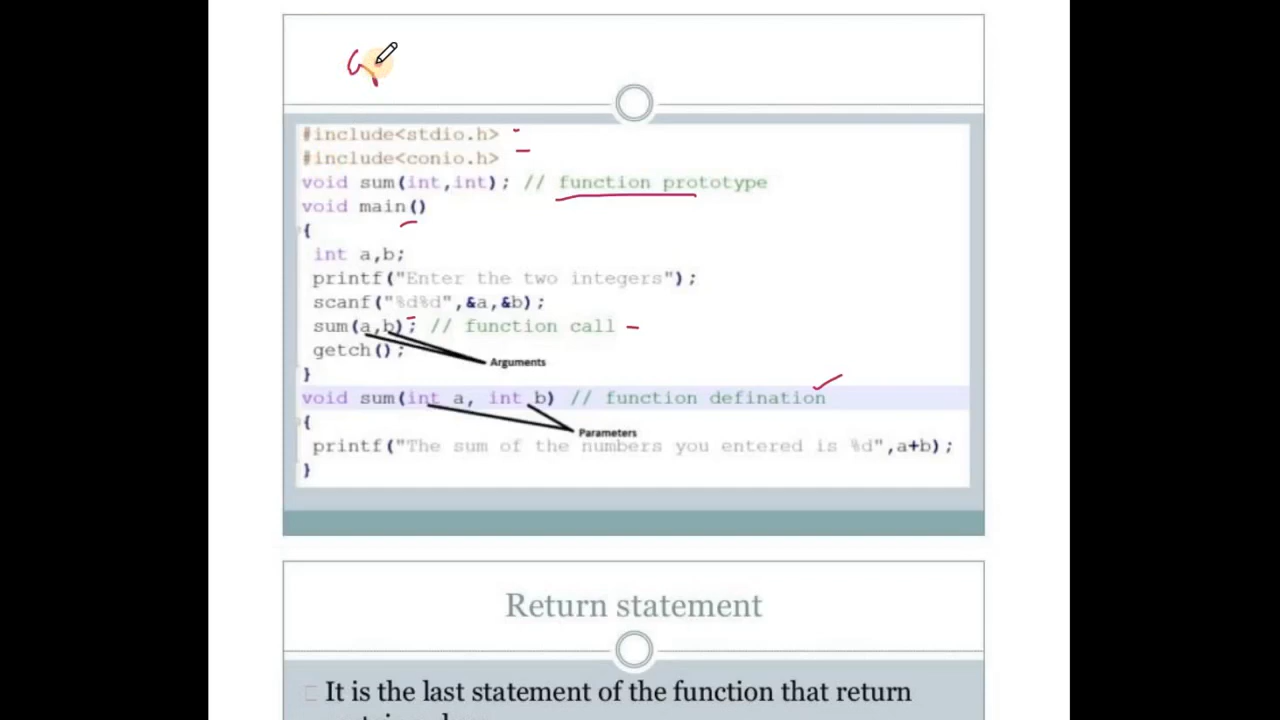 #include<stdio.h>
#include<conio.h>
void sum(int,int); // function prototype
void main()
{
int a,b;
printf("Enter the two integers");
scanf("%d%d",&a,&b);
sum(a,b); // function call
getch();
Arguments
}
void sum(int a, int b) // function defination
{
Parameters
printf("The sum of the numbers you entered is %d",a+b);
}
Return statement
It is the last statement of the function that return